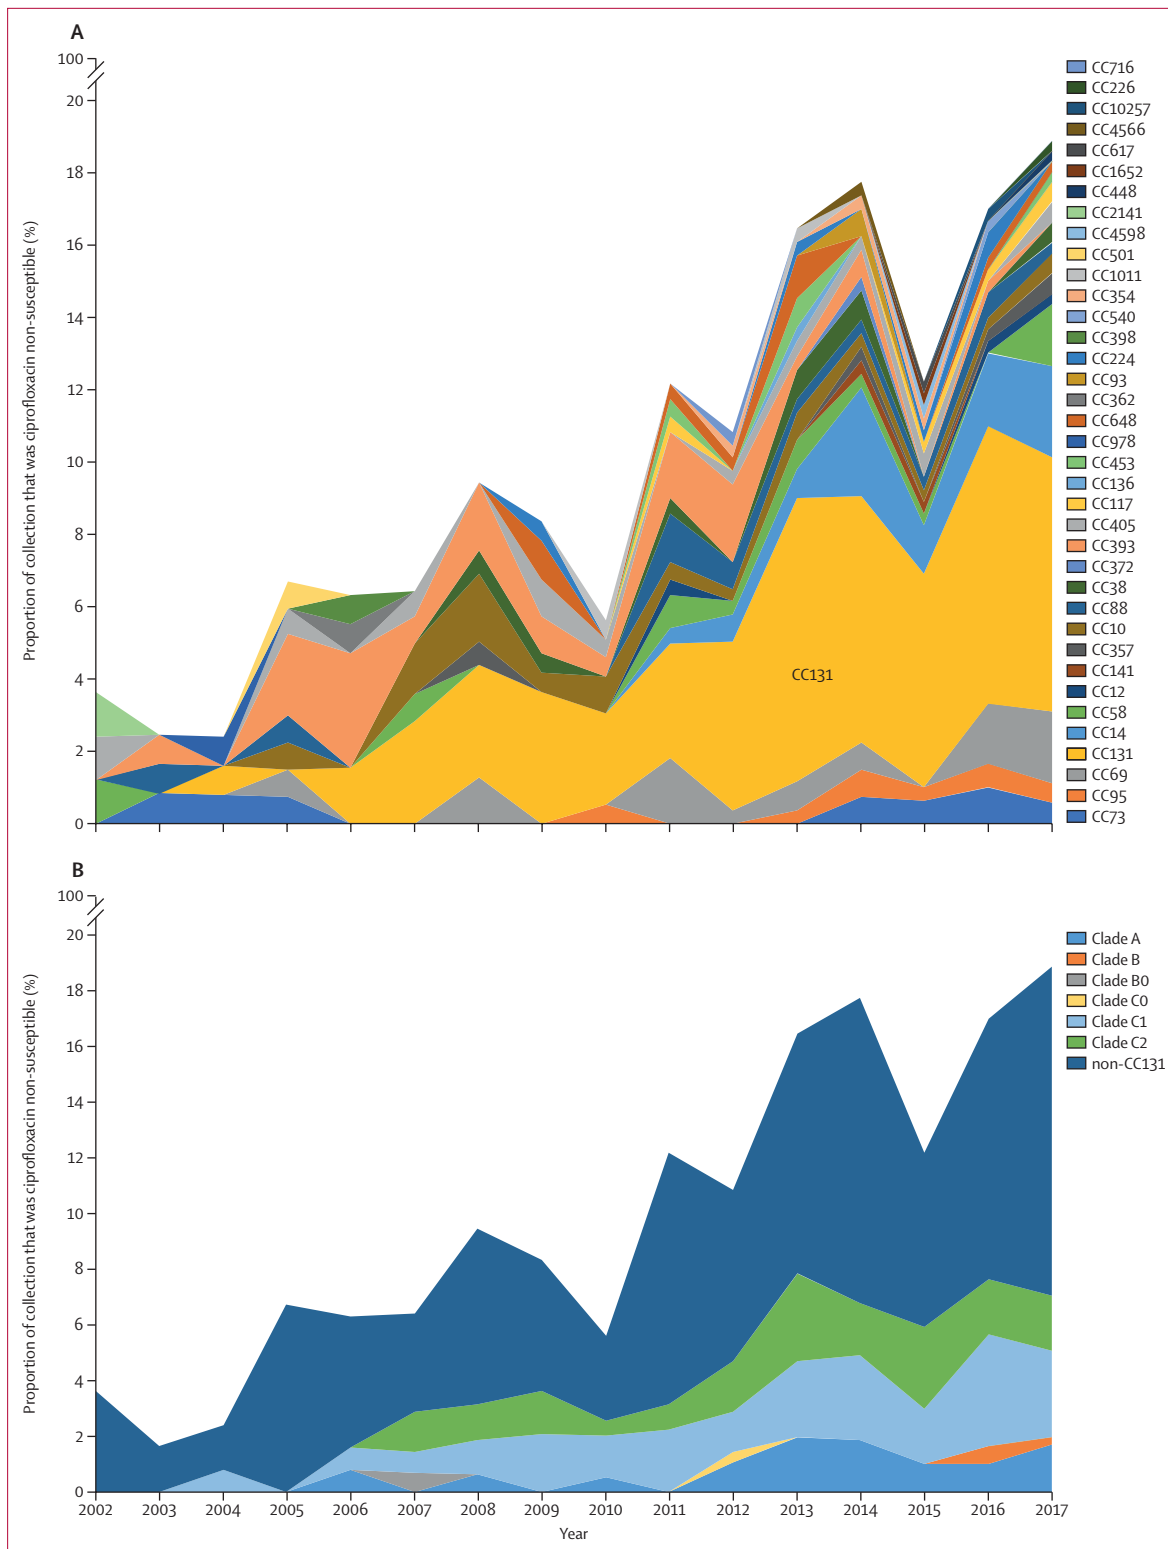 A
100
20
18
16
14
12
10
8
6
4
2
0
Proportion of collection that was ciprofloxacin non-susceptible (%)
CC131
CC716
CC226
CC10257
CC4566
CC617
CC1652
CC448
CC2141
CC4598
CC501
CC1011
CC354
CC540
CC398
CC224
CC93
CC362
CC648
CC978
CC453
CC136
CC117
CC405
CC393
CC372
CC38
CC88
CC10
CC357
CC141
CC12
CC58
CC14
CC131
CC69
CC95
CC73
B
100
20
18
16
14
12
10
8
6
4
2
0
Proportion of collection that was ciprofloxacin non-susceptible (%)
Clade A
Clade B
Clade B0
Clade C0
Clade C1
Clade C2
non-CC131
2002 2003 2004 2005 2006 2007 2008 2009 2010 2011 2012 2013 2014 2015 2016 2017
Year